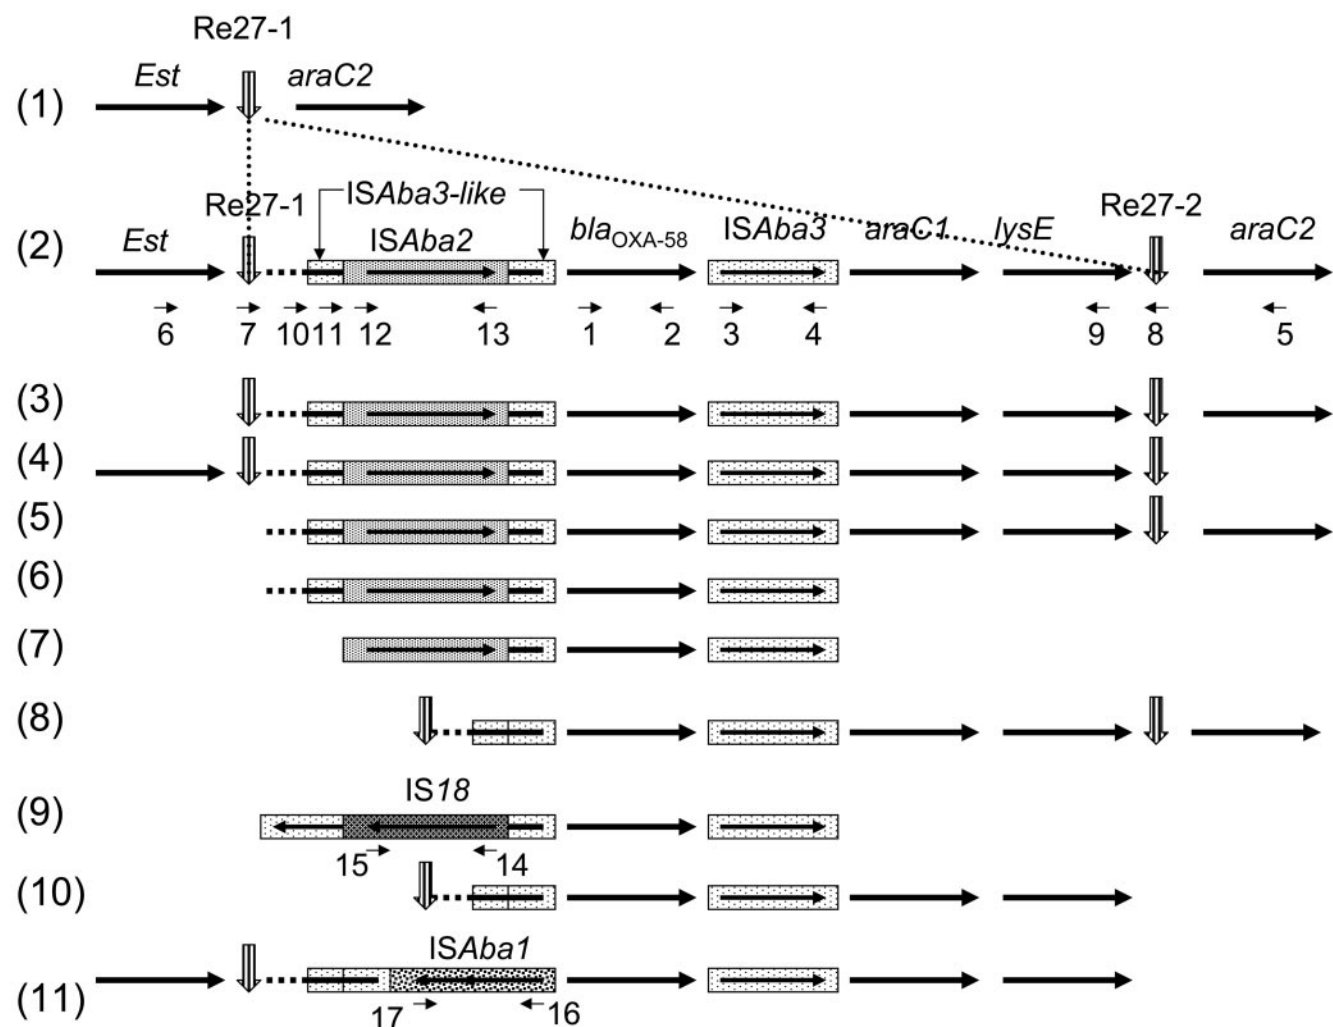 Re27-1
Est araC2
(1)
ISAba3-like
Re27-1 Re27-2
Est ISAba2 blaOXA-58 ISAba3 araC1 lysE araC2
(2)
6 7 10 11 12 13 1 2 3 4 9 8 5
(3)
(4)
(5)
(6)
(7)
(8)
IS18
(9)
15 14
(10)
ISAba1
(11)
17 16